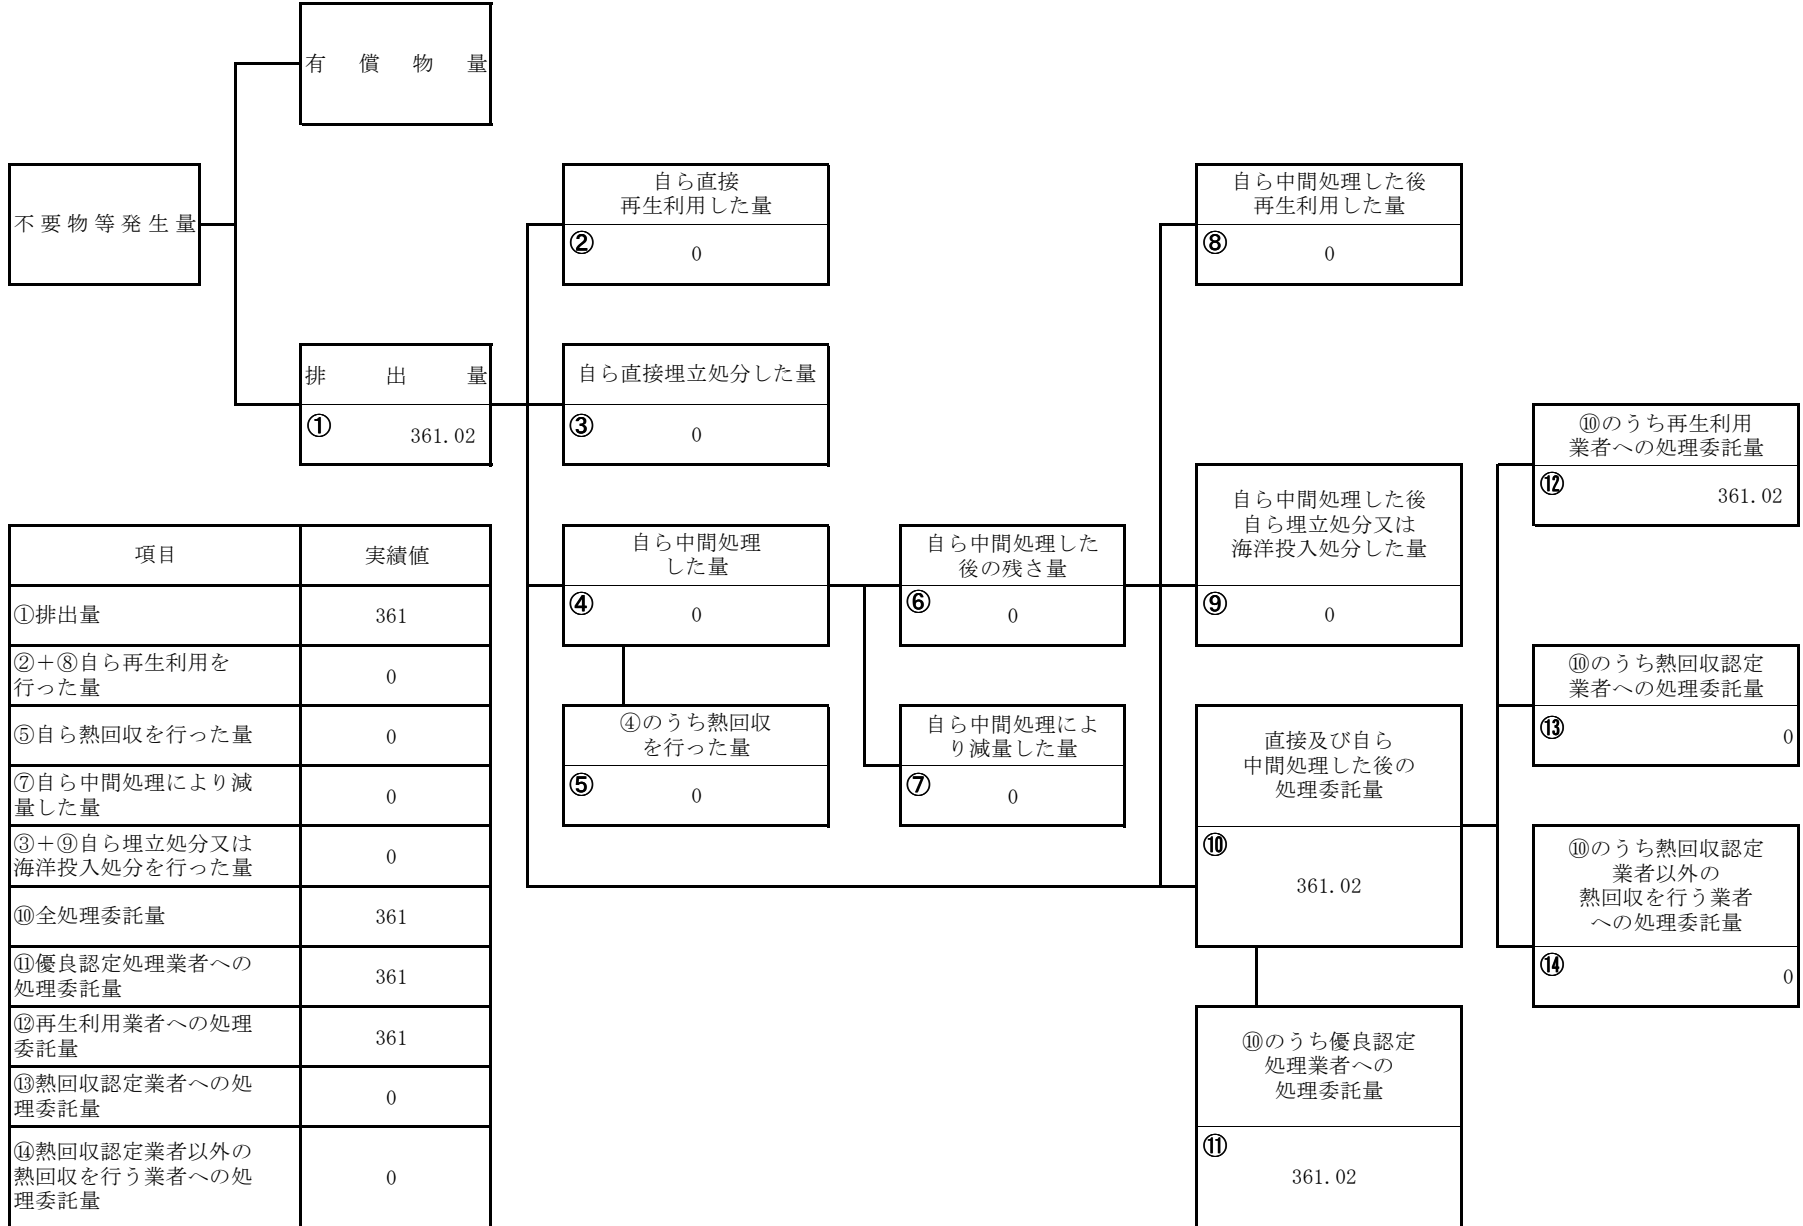 有償物量
不要物等発生量
排出量
①
361.02
自ら直接
再生利用した量
②
0
自ら直接埋立処分した量
③
0
自ら中間処理
した量
④
0
④のうち熱回収
を行った量
⑤
0
自ら中間処理した
後の残さ量
⑥
0
自ら中間処理によ
り減量した量
⑦
0
自ら中間処理した後
再生利用した量
⑧
0
自ら中間処理した後
自ら埋立処分又は
海洋投入処分した量
⑨
0
直接及び自ら
中間処理した後の
処理委託量
⑩
361.02
⑩のうち優良認定
処理業者への
処理委託量
⑪
361.02
⑩のうち再生利用
業者への処理委託量
⑫
361.02
⑩のうち熱回収認定
業者への処理委託量
⑬
0
⑩のうち熱回収認定
業者以外の
熱回収を行う業者
への処理委託量
⑭
0
項目 実績値
①排出量 361
②＋⑧自ら再生利用を
行った量
0
⑤自ら熱回収を行った量 0
⑦自ら中間処理により減
量した量
0
③＋⑨自ら埋立処分又は
海洋投入処分を行った量
0
⑩全処理委託量 361
⑪優良認定処理業者への
処理委託量
361
⑫再生利用業者への処理
委託量
361
⑬熱回収認定業者への処
理委託量
0
⑭熱回収認定業者以外の
熱回収を行う業者への処
理委託量
0